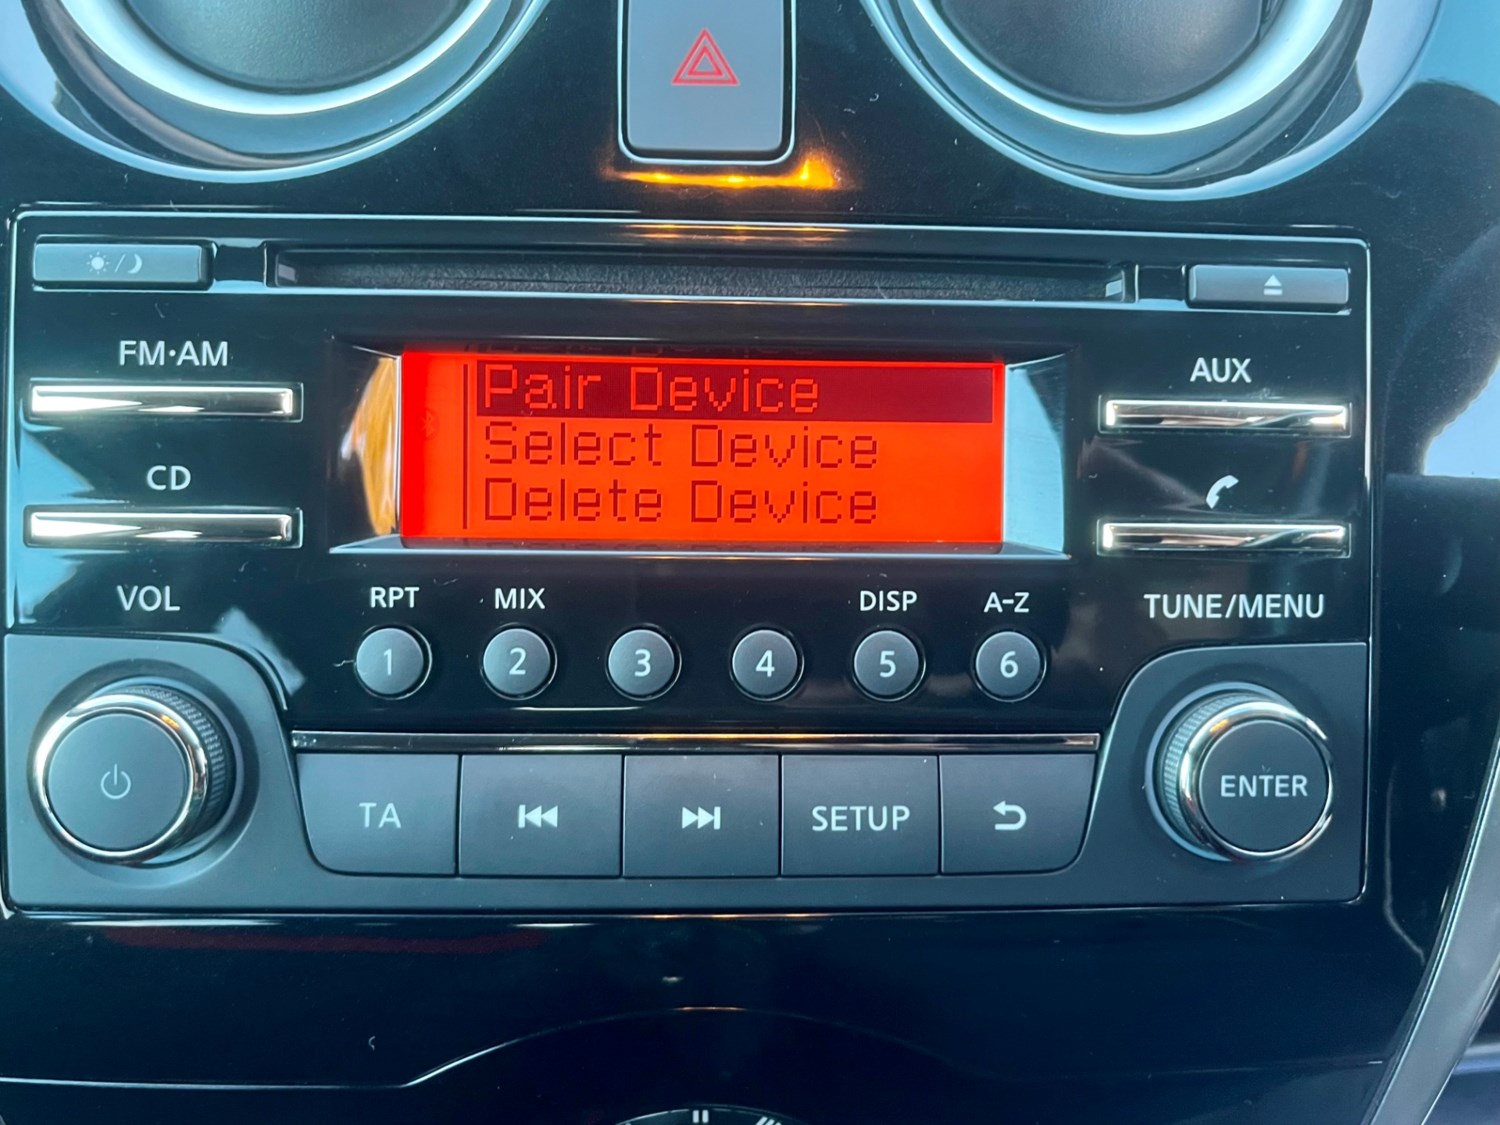 FM·AM
AUX
Pair Device
Select Device
Delete Device
CD
VOL
RPT
MIX
DISP
A-Z
TUNE/MENU
1
2
3
4
5
6
TA
SETUP
ENTER